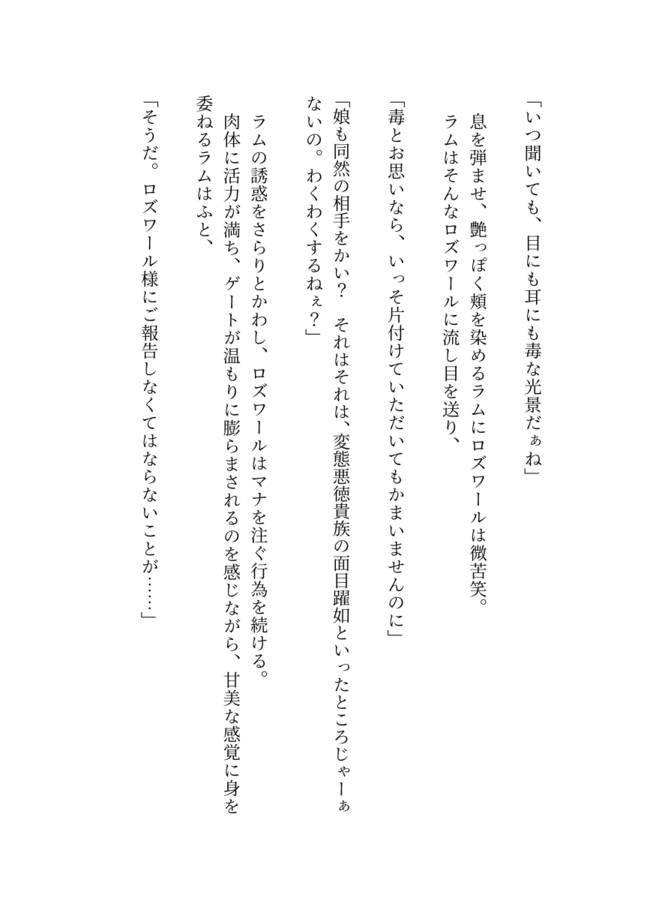 「いつ聞いても、目にも耳にも毒な光景だぁね」
息を弾ませ、艶っぽく頬を染めるラムにロズワールは微苦笑。
ラムはそんなロズワールに流し目を送り、
「毒とお思いなら、いっそ片付けていただいてもかまいませんのに」
「娘も同然の相手をかい？　それはそれは、変態悪徳貴族の面目躍如といったところじゃーぁ
ないの。わくわくするねぇ？」
ラムの誘惑をさらりとかわし、ロズワールはマナを注ぐ行為を続ける。
肉体に活力が満ち、ゲートが温もりに膨らまされるのを感じながら、甘美な感覚に身を
委ねるラムはふと、
「そうだ。ロズワール様にご報告しなくてはならないことが……」